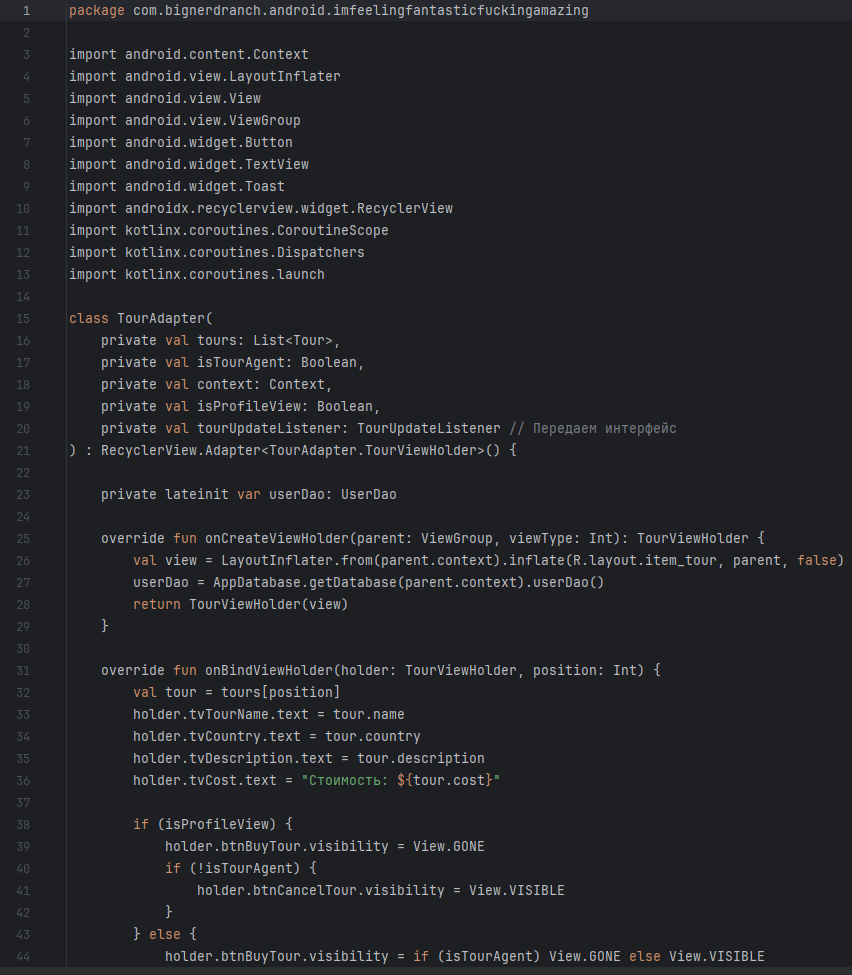 1 package com.bignerdranch.android.imfeelingfantasticfuckingamazing
2
3 import android.content.Context
4 import android.view.LayoutInflater
5 import android.view.View
6 import android.view.ViewGroup
7 import android.widget.Button
8 import android.widget.TextView
9 import android.widget.Toast
10 import androidx.recyclerview.widget.RecyclerView
11 import kotlinx.coroutines.CoroutineScope
12 import kotlinx.coroutines.Dispatchers
13 import kotlinx.coroutines.launch
14
15 class TourAdapter(
16     private val tours: List<Tour>,
17     private val isTourAgent: Boolean,
18     private val context: Context,
19     private val isProfileView: Boolean,
20     private val tourUpdateListener: TourUpdateListener // Передаем интерфейс
21 ) : RecyclerView.Adapter<TourAdapter.TourViewHolder>() {
22
23     private lateinit var userDao: UserDao
24
25     override fun onCreateViewHolder(parent: ViewGroup, viewType: Int): TourViewHolder {
26         val view = LayoutInflater.from(parent.context).inflate(R.layout.item_tour, parent, false)
27         userDao = AppDatabase.getDatabase(parent.context).userDao()
28         return TourViewHolder(view)
29     }
30
31     override fun onBindViewHolder(holder: TourViewHolder, position: Int) {
32         val tour = tours[position]
33         holder.tvTourName.text = tour.name
34         holder.tvCountry.text = tour.country
35         holder.tvDescription.text = tour.description
36         holder.tvCost.text = "Стоимость: ${tour.cost}"
37
38         if (isProfileView) {
39             holder.btnBuyTour.visibility = View.GONE
40             if (!isTourAgent) {
41                 holder.btnCancelTour.visibility = View.VISIBLE
42             }
43         } else {
44             holder.btnBuyTour.visibility = if (isTourAgent) View.GONE else View.VISIBLE